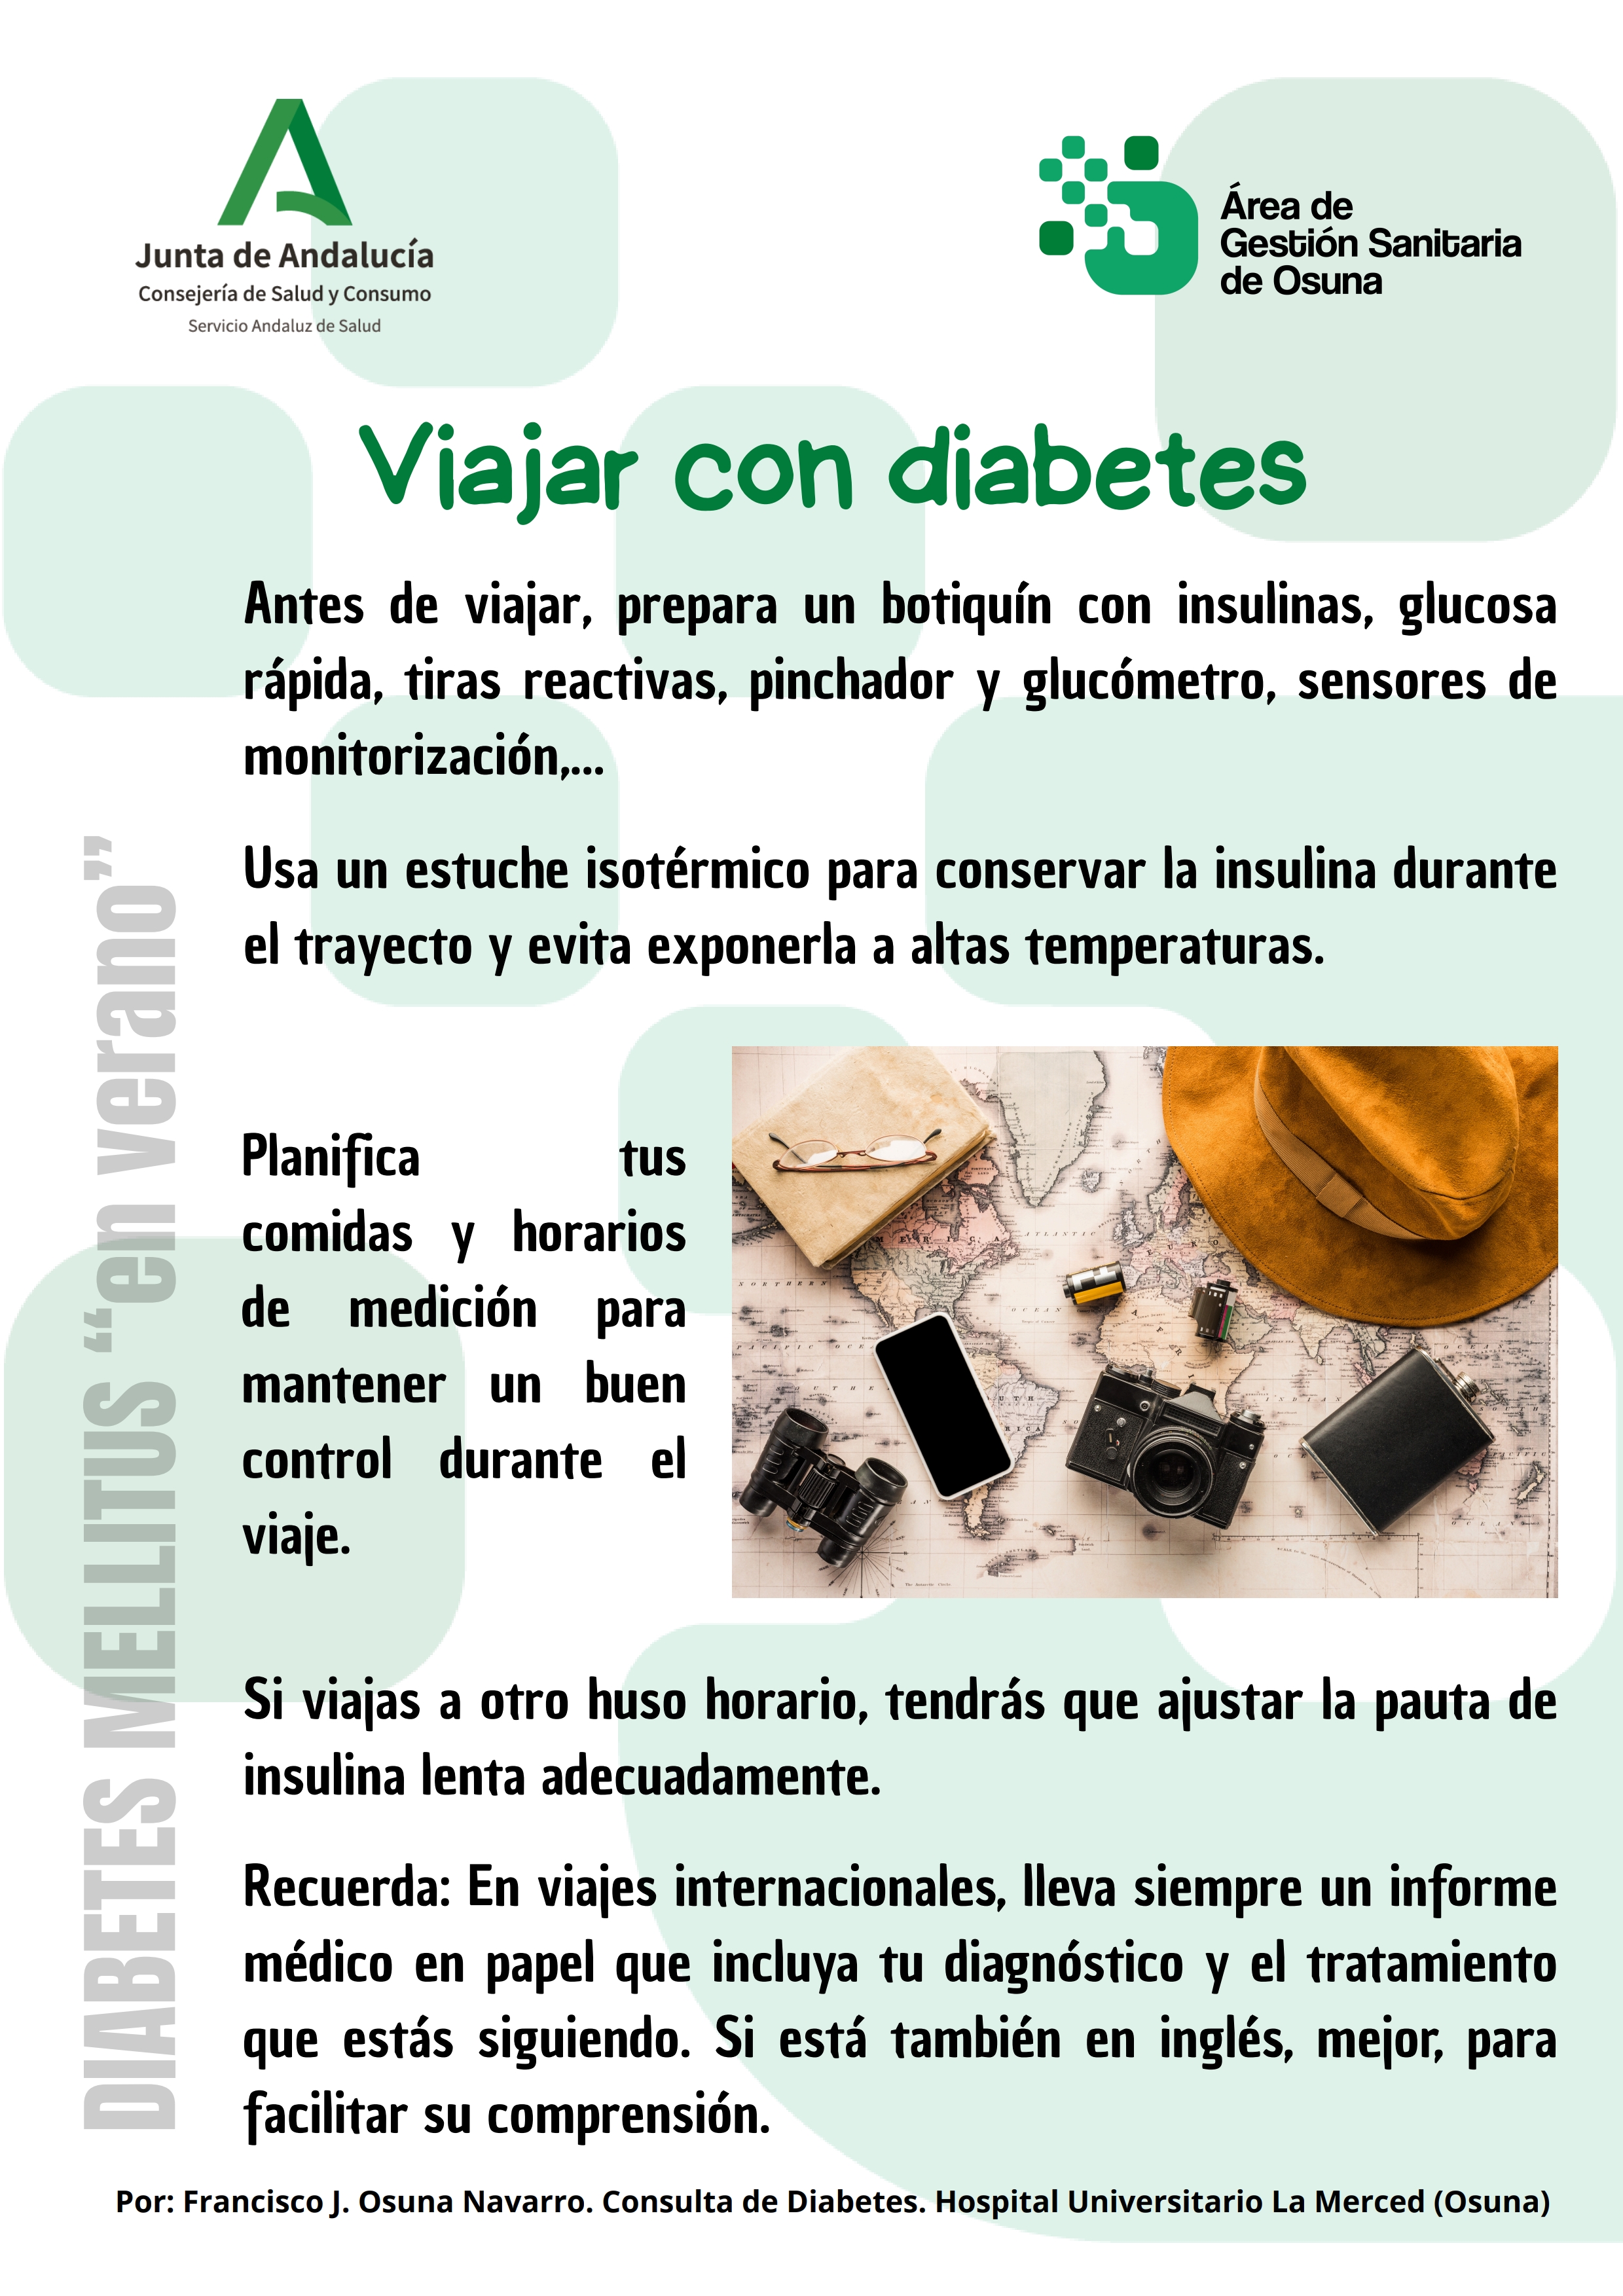 Junta de Andalucía
Consejería de Salud y Consumo
Servicio Andaluz de Salud
Área de
Gestión Sanitaria
de Osuna
Viajar con diabetes
Antes de viajar, prepara un botiquín con insulinas, glucosa
rápida, tiras reactivas, pinchador y glucómetro, sensores de
monitorización,...
Usa un estuche isotérmico para conservar la insulina durante
el trayecto y evita exponerla a altas temperaturas.
Planifica tus
comidas y horarios
de medición para
mantener un buen
control durante el
viaje.
Si viajas a otro huso horario, tendrás que ajustar la pauta de
insulina lenta adecuadamente.
Recuerda: En viajes internacionales, lleva siempre un informe
médico en papel que incluya tu diagnóstico y el tratamiento
que estás siguiendo. Si está también en inglés, mejor, para
facilitar su comprensión.
DIABETES MELLITUS “en verano”
Por: Francisco J. Osuna Navarro. Consulta de Diabetes. Hospital Universitario La Merced (Osuna)